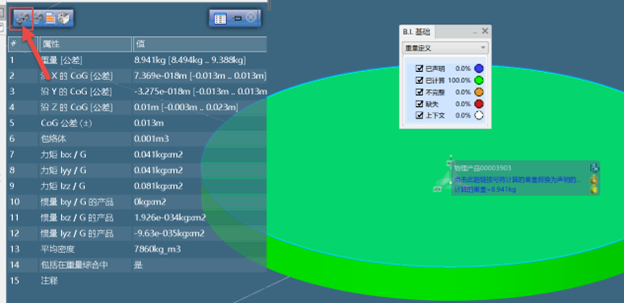 # 属性 值
1 重量 [公差] 8.941kg [8.494kg .. 9.388kg]
2 沿 X 的 CoG [公差] 7.369e-018m [-0.013m .. 0.013m]
3 沿 Y 的 CoG [公差] -3.275e-018m [-0.013m .. 0.013m]
4 沿 Z 的 CoG [公差] 0.01m [-0.003m .. 0.023m]
5 CoG 公差 (±) 0.013m
6 包络体 0.001m3
7 力矩 Ixx / G 0.041kgxm2
8 力矩 Iyy / G 0.041kgxm2
9 力矩 Izz / G 0.081kgxm2
10 惯量 Ixy / G 的产品 0kgxm2
11 惯量 Ixz / G 的产品 1.926e-034kgxm2
12 惯量 Iyz / G 的产品 -9.63e-035kgxm2
13 平均密度 7860kg_m3
14 包括在重量综合中 是
15 注释
B.I. 基础
重量定义
已声明 0.0%
已计算 100.0%
不完整 0.0%
缺失 0.0%
上下文 0.0%
物理产品00003903
点击此链接可将计算的重量转换为声明的...
计算的重量=8.941kg